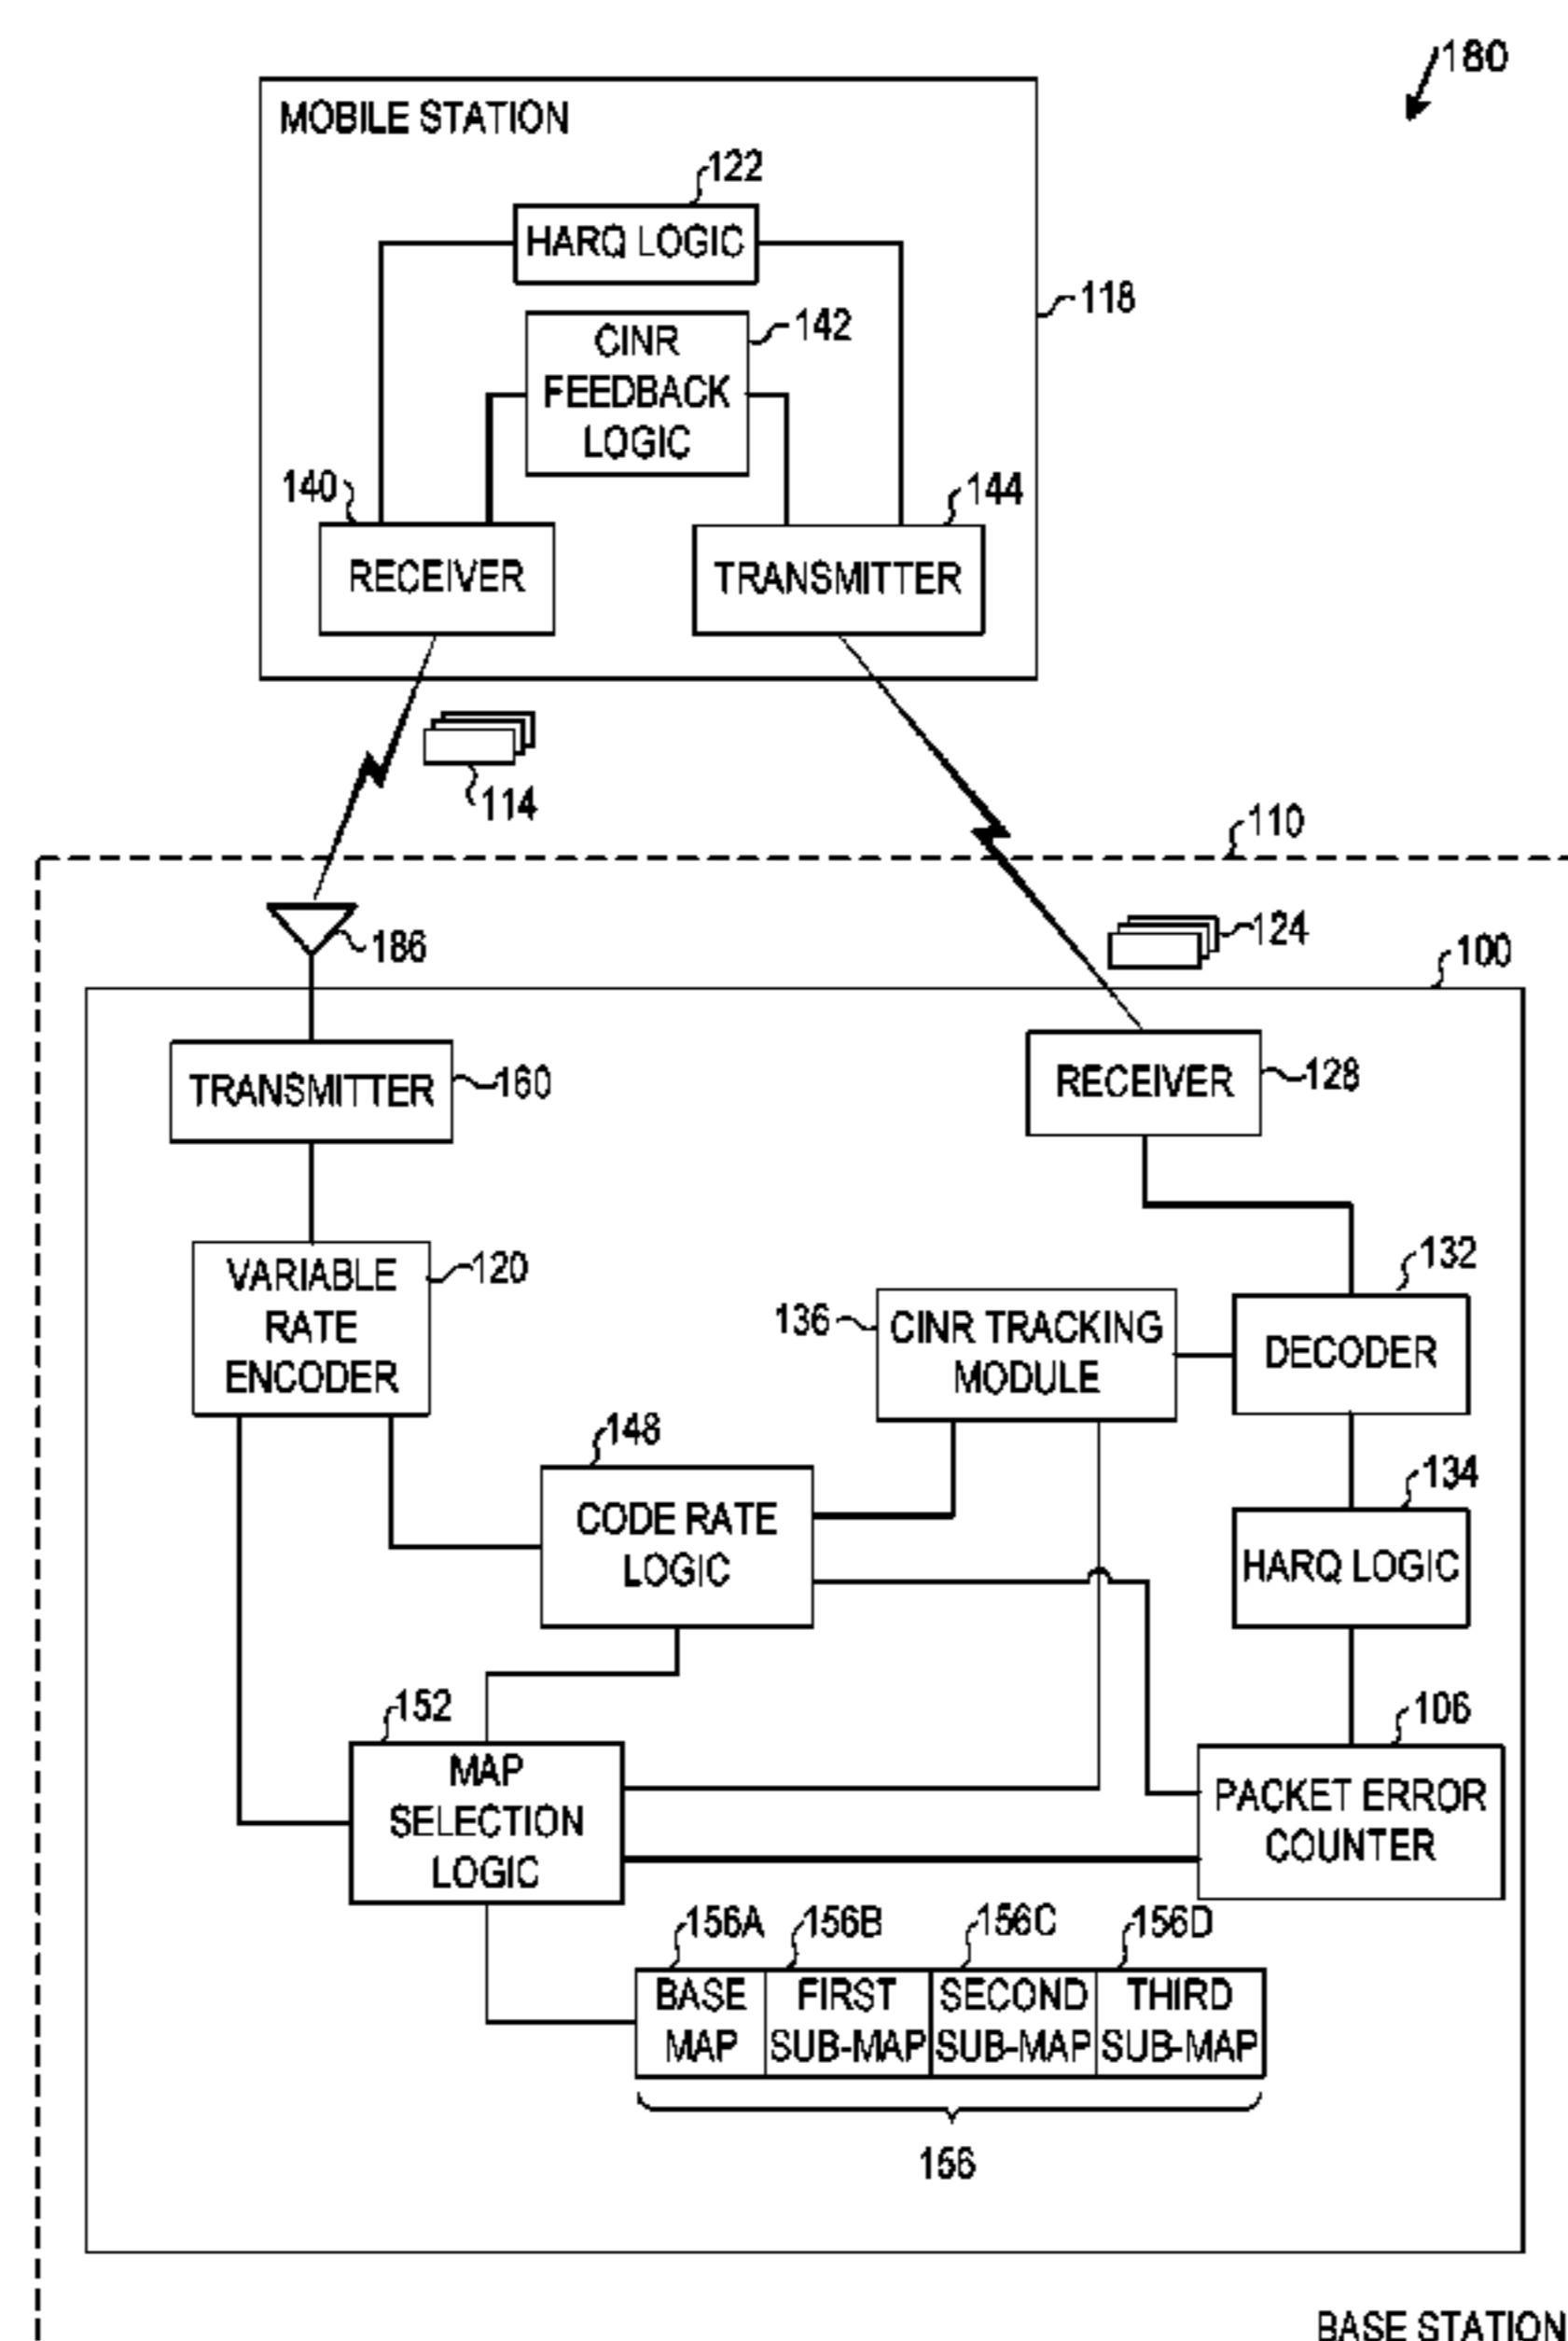 180
MOBILE STATION
122
HARQ LOGIC
118
142
CINR
FEEDBACK
LOGIC
140
144
RECEIVER
TRANSMITTER
114
110
186
124
100
TRANSMITTER
160
RECEIVER
128
VARIABLE
RATE
ENCODER
120
132
136
CINR TRACKING
MODULE
DECODER
148
134
CODE RATE
LOGIC
HARQ LOGIC
152
106
MAP
SELECTION
LOGIC
PACKET ERROR
COUNTER
156A
156B
156C
156D
BASE
MAP
FIRST
SUB-MAP
SECOND
SUB-MAP
THIRD
SUB-MAP
156
BASE STATION